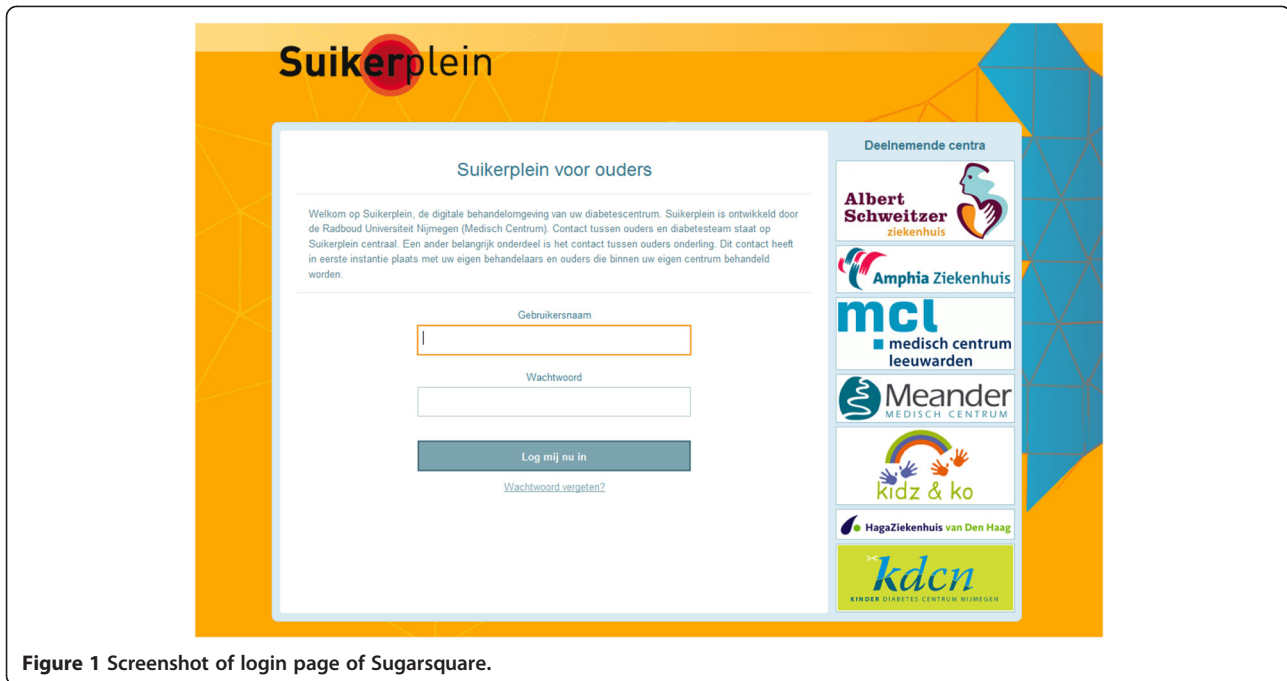 Suikerplein
Suikerplein voor ouders
Welkom op Suikerplein, de digitale behandelomgeving van uw diabetescentrum. Suikerplein is ontwikkeld door
de Radboud Universiteit Nijmegen (Medisch Centrum). Contact tussen ouders en diabetesteam staat op
Suikerplein centraal. Een ander belangrijk onderdeel is het contact tussen ouders onderling. Dit contact heeft
in eerste instantie plaats met uw eigen behandelaars en ouders die binnen uw eigen centrum behandeld
worden.
Gebruikersnaam
Wachtwoord
Log mij nu in
Wachtwoord vergeten?
Deelnemende centra
Albert
Schweitzer
ziekenhuis
Amphia Ziekenhuis
mcl
medisch centrum
leeuwarden
Meander
MEDISCH CENTRUM
kidz & ko
HagaZiekenhuis van Den Haag
kdcn
KINDER DIABETES CENTRUM NIJMEGEN
Figure 1 Screenshot of login page of Sugarsquare.